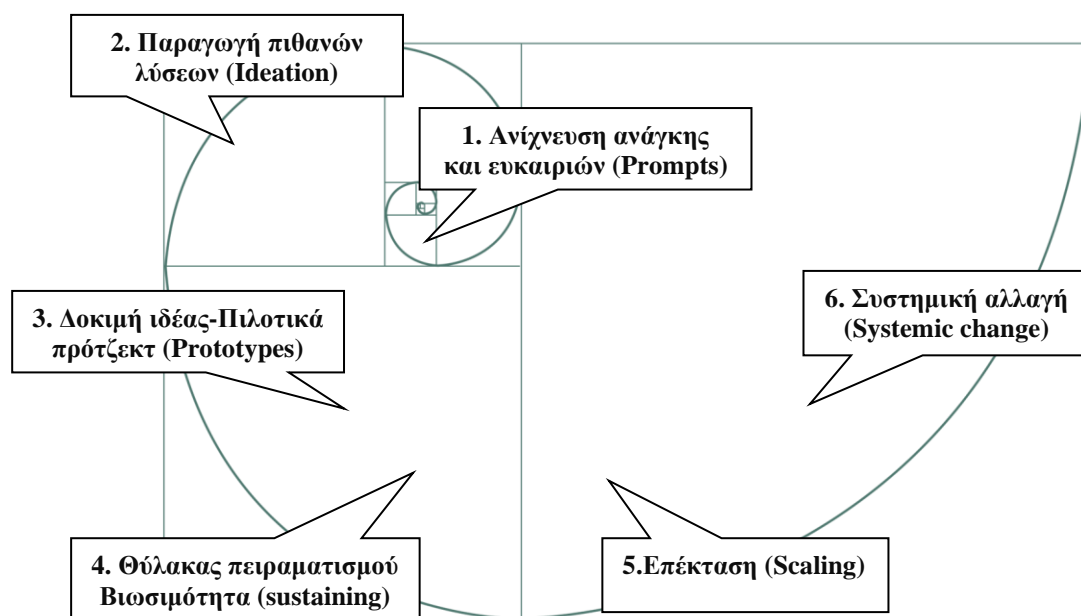 2. Παραγωγή πιθανών
λύσεων (Ideation)
1. Ανίχνευση ανάγκης
και ευκαιριών (Prompts)
3. Δοκιμή ιδέας-Πιλοτικά
πρότζεκτ (Prototypes)
6. Συστημική αλλαγή
(Systemic change)
4. Θύλακας πειραματισμού
Βιωσιμότητα (sustaining)
5.Επέκταση (Scaling)